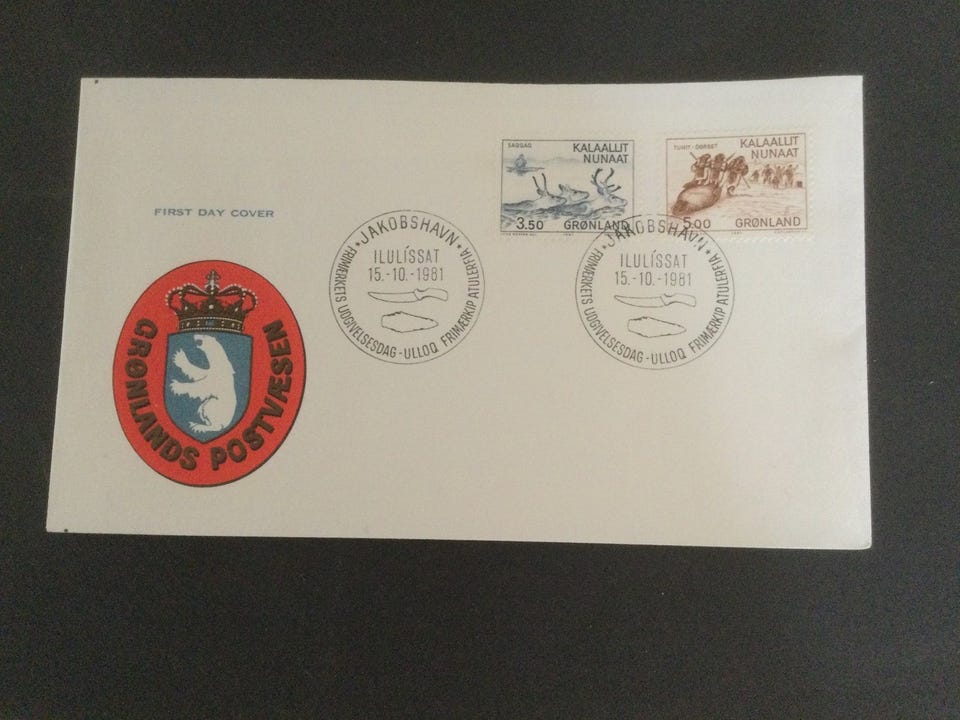 FIRST DAY COVER
GRØNLANDS POSTVÆSEN
SAQQAQ
KALAALLIT
NUNAAT
3.50 GRØNLAND
TUNIT-DORSET
KALAALLIT
NUNAAT
5.00 GRØNLAND
1981
JAKOBSHAVN
ILULÍSSAT
15.-10.-1981
FRIMÆRKETS UDGIVELSESDAG - ULLOQ FRIMÆRKIP ATULERFIA
JAKOBSHAVN
ILULÍSSAT
15.-10.-1981
FRIMÆRKETS UDGIVELSESDAG - ULLOQ FRIMÆRKIP ATULERFIA